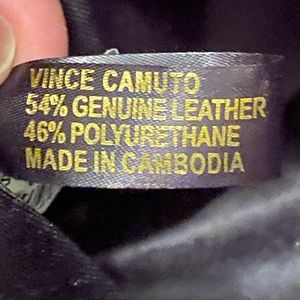 VINCE CAMUTO
54% GENUINE LEATHER
46% POLYURETHANE
MADE IN CAMBODIA